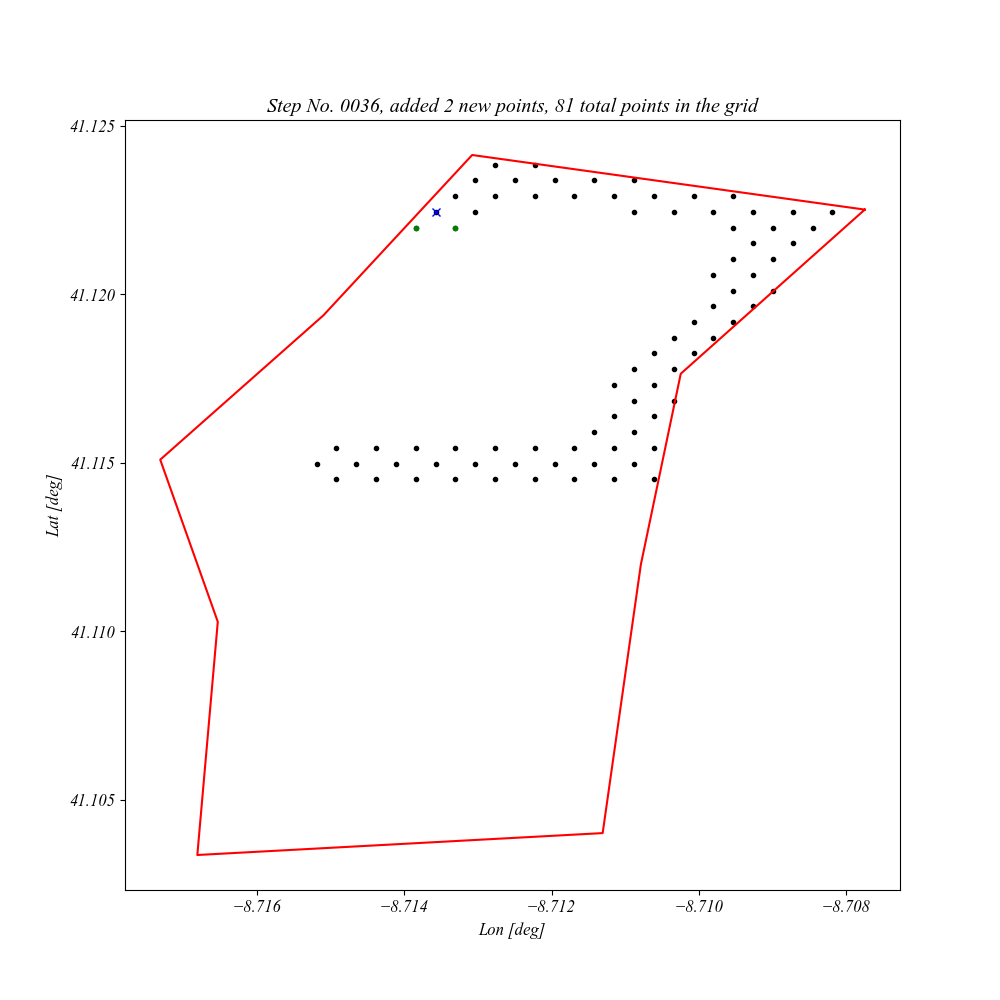 Step No. 0036, added 2 new points, 81 total points in the grid
41.125
41.120
41.115
41.110
41.105
Lat [deg]
−8.716 −8.714 −8.712 −8.710 −8.708
Lon [deg]